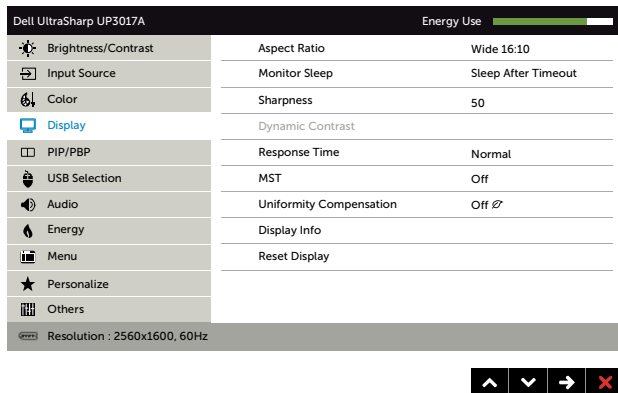 Dell UltraSharp UP3017A Energy Use
Brightness/Contrast Aspect Ratio Wide 16:10
Input Source Monitor Sleep Sleep After Timeout
Color Sharpness 50
Display Dynamic Contrast
PIP/PBP Response Time Normal
USB Selection MST Off
Audio Uniformity Compensation Off
Energy Display Info
Menu Reset Display
Personalize
Others
Resolution : 2560x1600, 60Hz